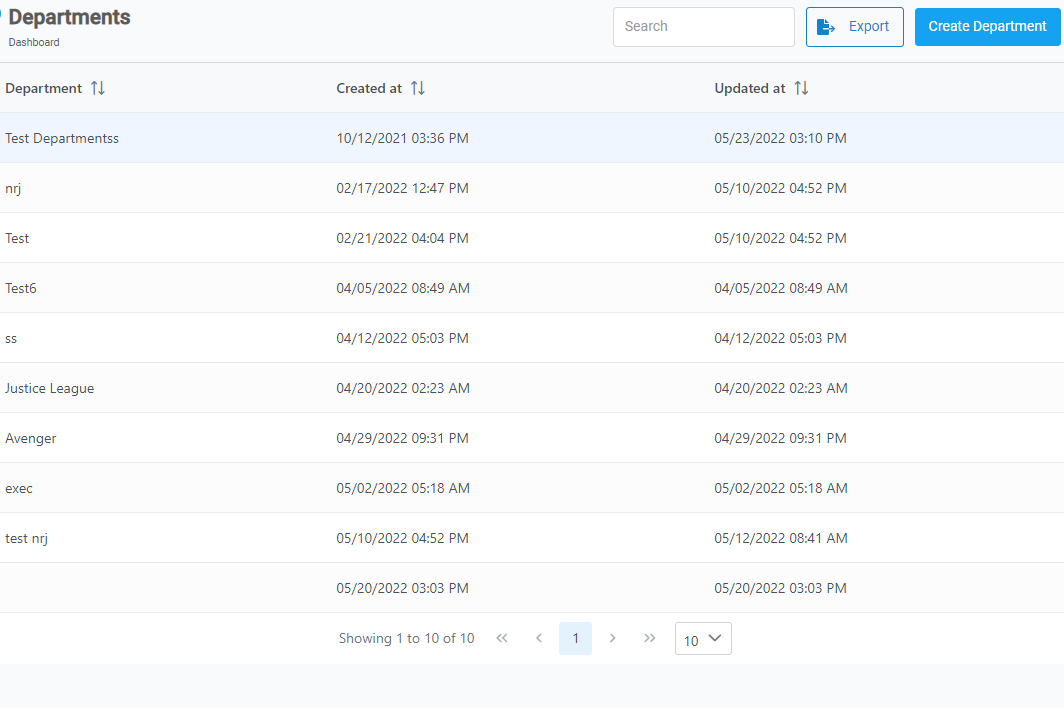 Departments
Dashboard
Search
Export
Create Department
Department Created at Updated at
Test Departmentss 10/12/2021 03:36 PM 05/23/2022 03:10 PM
nrj 02/17/2022 12:47 PM 05/10/2022 04:52 PM
Test 02/21/2022 04:04 PM 05/10/2022 04:52 PM
Test6 04/05/2022 08:49 AM 04/05/2022 08:49 AM
ss 04/12/2022 05:03 PM 04/12/2022 05:03 PM
Justice League 04/20/2022 02:23 AM 04/20/2022 02:23 AM
Avenger 04/29/2022 09:31 PM 04/29/2022 09:31 PM
exec 05/02/2022 05:18 AM 05/02/2022 05:18 AM
test nrj 05/10/2022 04:52 PM 05/12/2022 08:41 AM
05/20/2022 03:03 PM 05/20/2022 03:03 PM
Showing 1 to 10 of 10 1 10